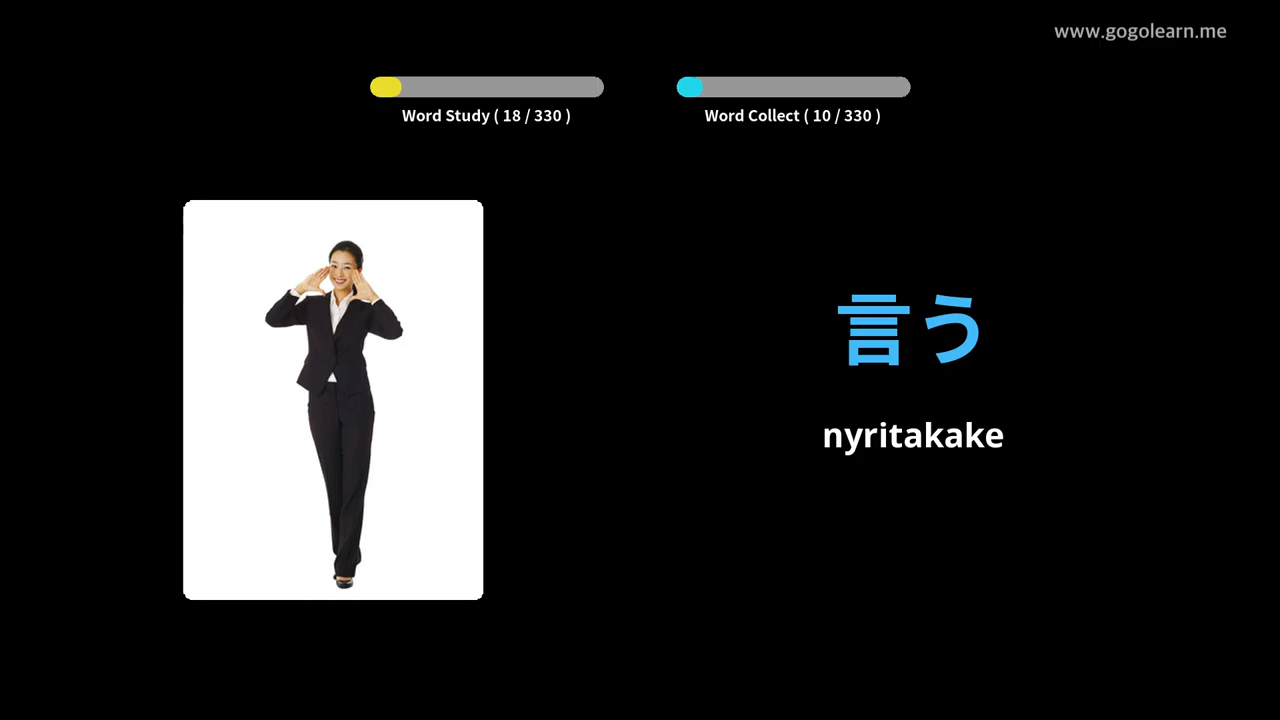 www.gogolearn.me
Word Study ( 18 / 330 )
Word Collect ( 10 / 330 )
言う
nyritakake